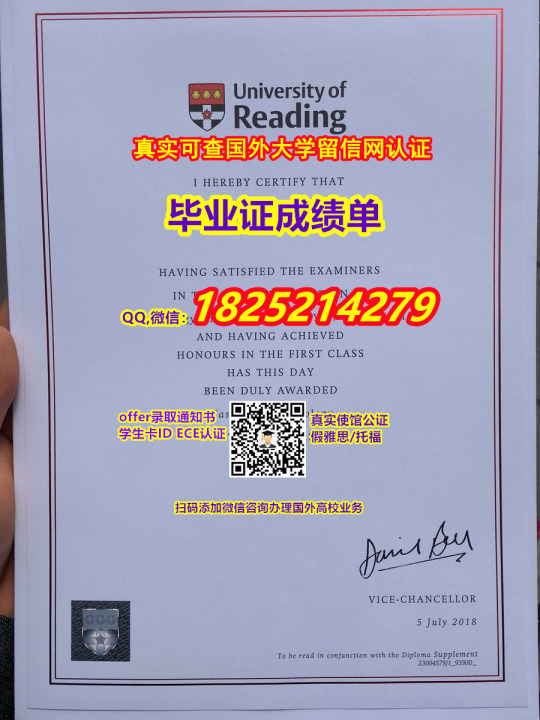 University of
Reading
真实可查国外大学留信网认证
I HEREBY CERTIFY THAT
毕业证成绩单
HAVING SATISFIED THE EXAMINERS
IN
QQ,微信: 1825214279
AND HAVING ACHIEVED
HONOURS IN THE FIRST CLASS
HAS THIS DAY
BEEN DULY AWARDED
offer录取通知书
学生卡ID ECE认证
真实使馆公证
假雅思/托福
扫码添加微信咨询办理国外高校业务
VICE-CHANCELLOR
5 July 2018
To be read in conjunction with the Diploma Supplement
23004579/1_93900_